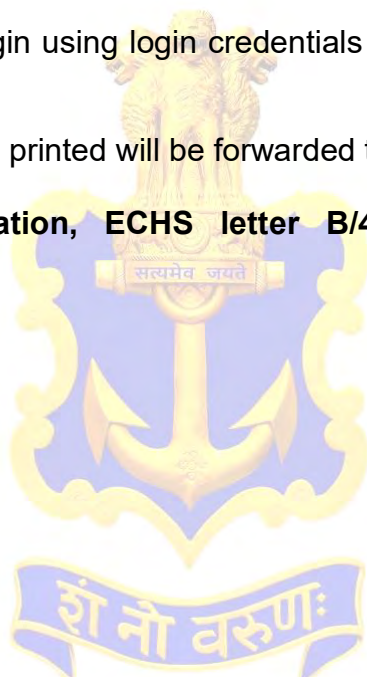 gin using login credentials
printed will be forwarded t
ation, ECHS letter B/4
सत्यमेव जयते
शं नो वरुणः